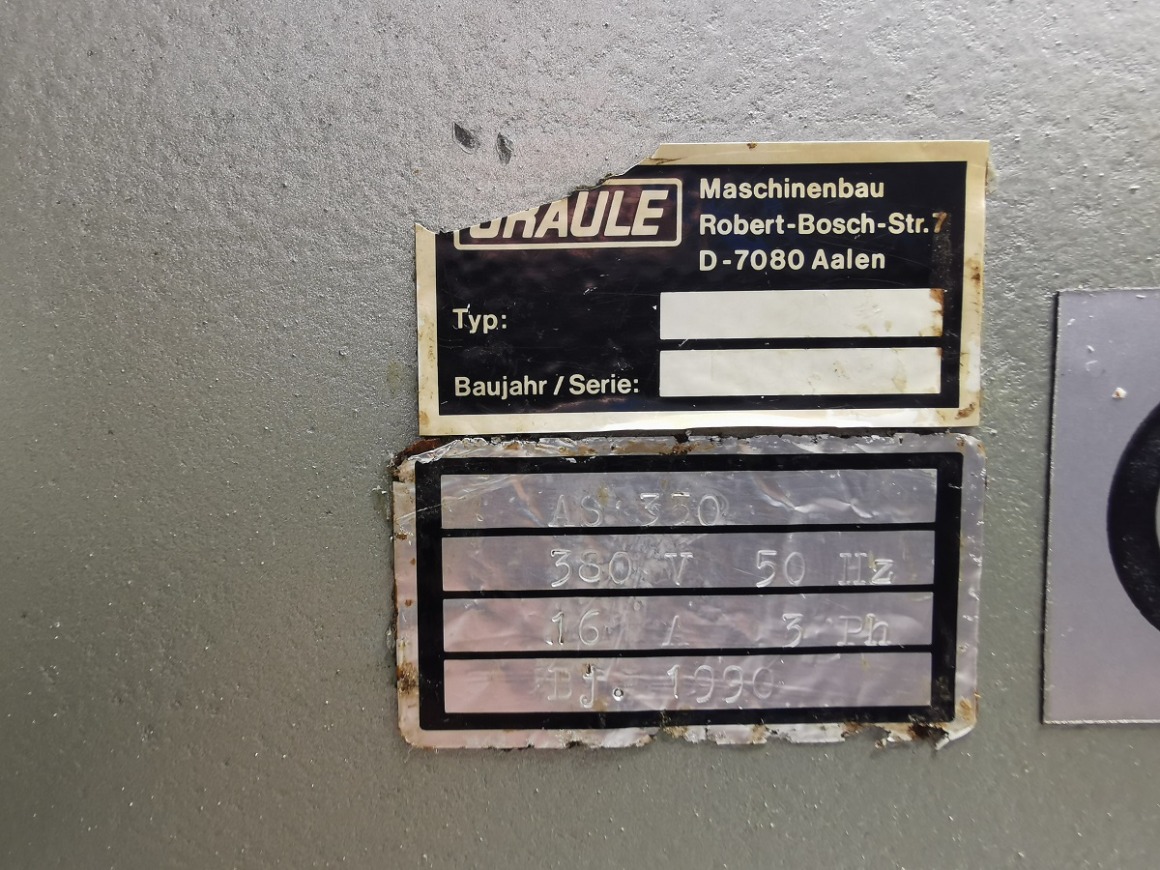 GRAULE
Maschinenbau
Robert-Bosch-Str.7
D-7080 Aalen
Typ:
Baujahr / Serie:
AS 350
380 V 50 Hz
16 A 3 Ph
Bj. 1990